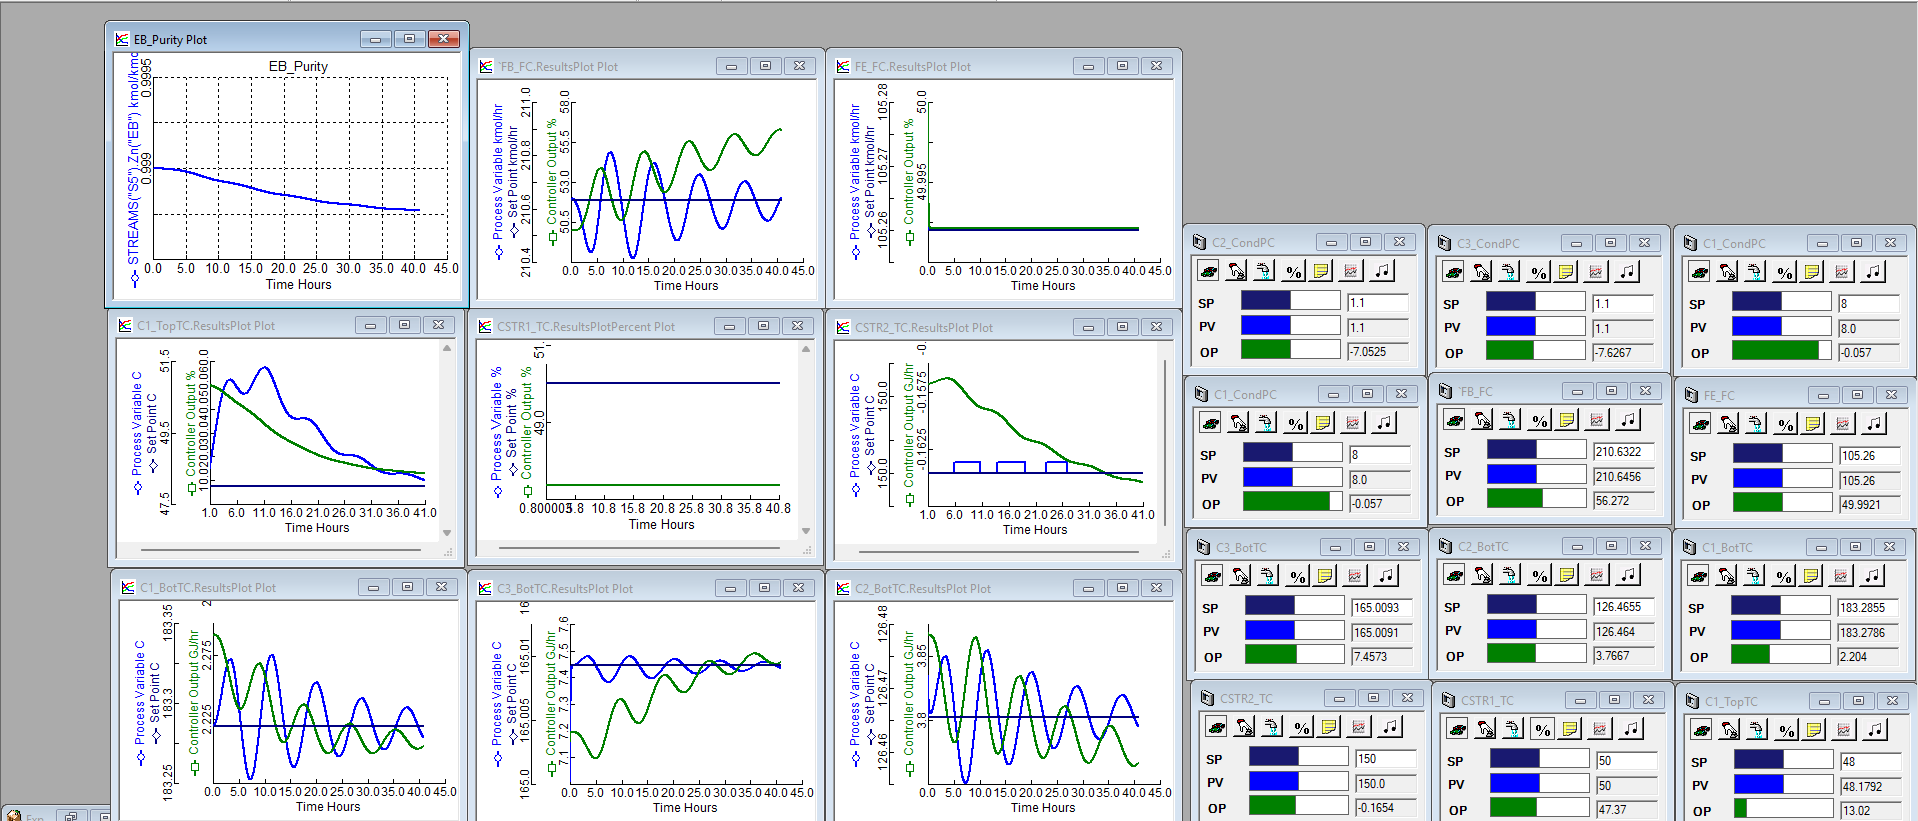 EB_Purity Plot
EB_Purity
STREAMS("S5").Zn("EB") kmol/kmo
0.9995
0.999
0.0 5.0 10.0 15.0 20.0 25.0 30.0 35.0 40.0 45.0
Time Hours
`FB_FC.ResultsPlot Plot
Process Variable kmol/hr
Set Point kmol/hr
Controller Output %
211.0
210.8
210.6
210.4
58.0
55.5
53.0
50.5
0.0 5.0 10.0 15.0 20.0 25.0 30.0 35.0 40.0 45.0
Time Hours
FE_FC.ResultsPlot Plot
Process Variable kmol/hr
Set Point kmol/hr
Controller Output %
105.28
105.27
105.26
50.0
49.995
0.0 5.0 10.0 15.0 20.0 25.0 30.0 35.0 40.0 45.0
Time Hours
C1_TopTC.ResultsPlot Plot
Process Variable C
Set Point C
Controller Output %
51.5
49.5
47.5
10.020.030.040.050.060.0
1.0 6.0 11.0 16.0 21.0 26.0 31.0 36.0 41.0
Time Hours
CSTR1_TC.ResultsPlotPercent Plot
Process Variable %
Set Point %
Controller Output %
51.
49.0
5.8 10.8 15.8 20.8 25.8 30.8 35.8 40.8
Time Hours
CSTR2_TC.ResultsPlot Plot
Process Variable C
Set Point C
Controller Output GJ/hr
150.0
150.0
-0.
-0.1575
-0.1625
1.0 6.0 11.0 16.0 21.0 26.0 31.0 36.0 41.0
Time Hours
C1_BotTC.ResultsPlot Plot
Process Variable C
Set Point C
Controller Output GJ/hr
183.35
183.3
183.25
2
2.275
2.225
0.0 5.0 10.0 15.0 20.0 25.0 30.0 35.0 40.0 45.0
Time Hours
C3_BotTC.ResultsPlot Plot
Process Variable C
Set Point C
Controller Output GJ/hr
16
165.01
165.005
165.0
7.6
7.5
7.4
7.3
7.2
7.1
0.0 5.0 10.0 15.0 20.0 25.0 30.0 35.0 40.0 45.0
Time Hours
C2_BotTC.ResultsPlot Plot
Process Variable C
Set Point C
Controller Output GJ/hr
126.48
126.47
126.46
3.85
3.8
0.0 5.0 10.0 15.0 20.0 25.0 30.0 35.0 40.0 45.0
Time Hours
C2_CondPC
%
SP 1.1
PV 1.1
OP -7.0525
C3_CondPC
%
SP 1.1
PV 1.1
OP -7.6267
C1_CondPC
%
SP 8
PV 8.0
OP -0.057
C1_CondPC
%
SP 8
PV 8.0
OP -0.057
`FB_FC
%
SP 210.6322
PV 210.6456
OP 56.272
FE_FC
%
SP 105.26
PV 105.26
OP 49.9921
C3_BotTC
%
SP 165.0093
PV 165.0091
OP 7.4573
C2_BotTC
%
SP 126.4655
PV 126.464
OP 3.7667
C1_BotTC
%
SP 183.2855
PV 183.2786
OP 2.204
CSTR2_TC
%
SP 150
PV 150.0
OP -0.1654
CSTR1_TC
%
SP 50
PV 50
OP 47.37
C1_TopTC
%
SP 48
PV 48.1792
OP 13.02